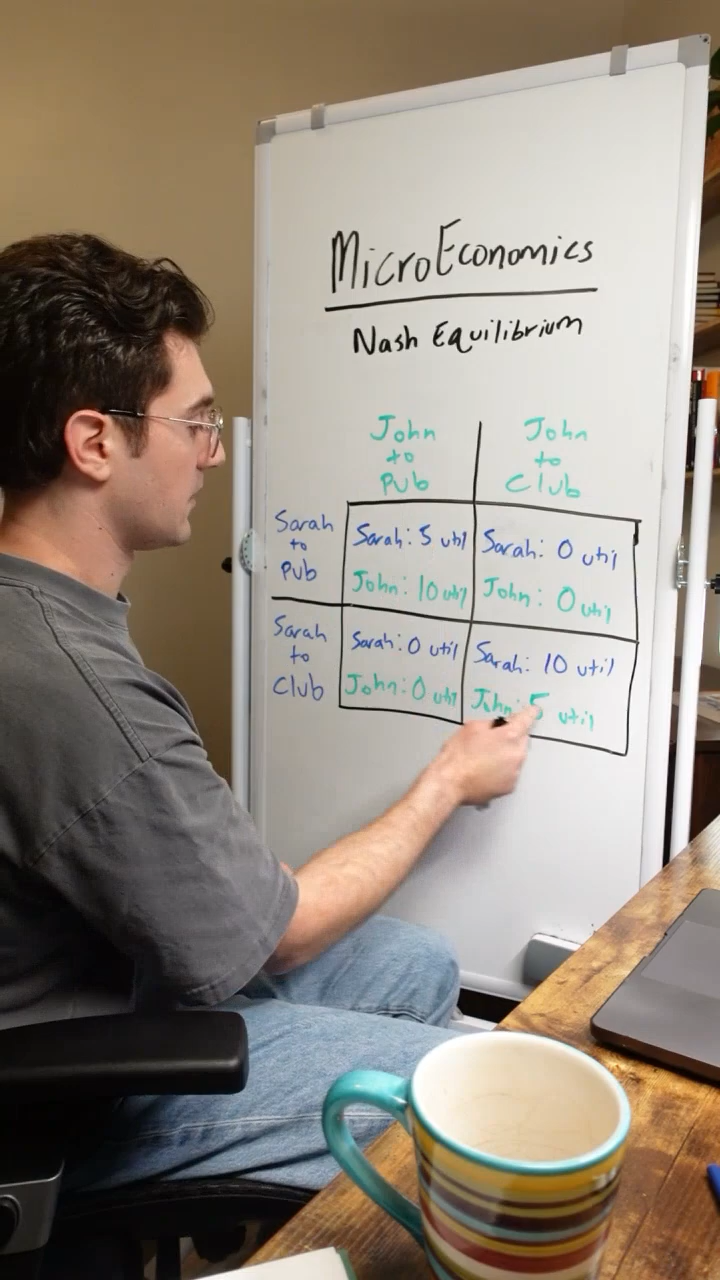 MicroEconomics
Nash Equilibrium
John
to
Pub
John
to
Club
Sarah
to
Pub
Sarah: 5 util
John: 10 util
Sarah: 0 util
John: 0 util
Sarah
to
Club
Sarah: 0 util
John: 0 util
Sarah: 10 util
John: 5 util